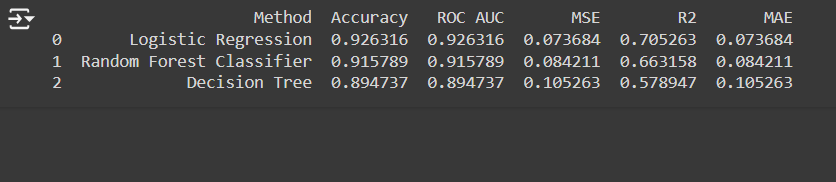 Method Accuracy ROC AUC MSE R2 MAE
0 Logistic Regression 0.926316 0.926316 0.073684 0.705263 0.073684
1 Random Forest Classifier 0.915789 0.915789 0.084211 0.663158 0.084211
2 Decision Tree 0.894737 0.894737 0.105263 0.578947 0.105263